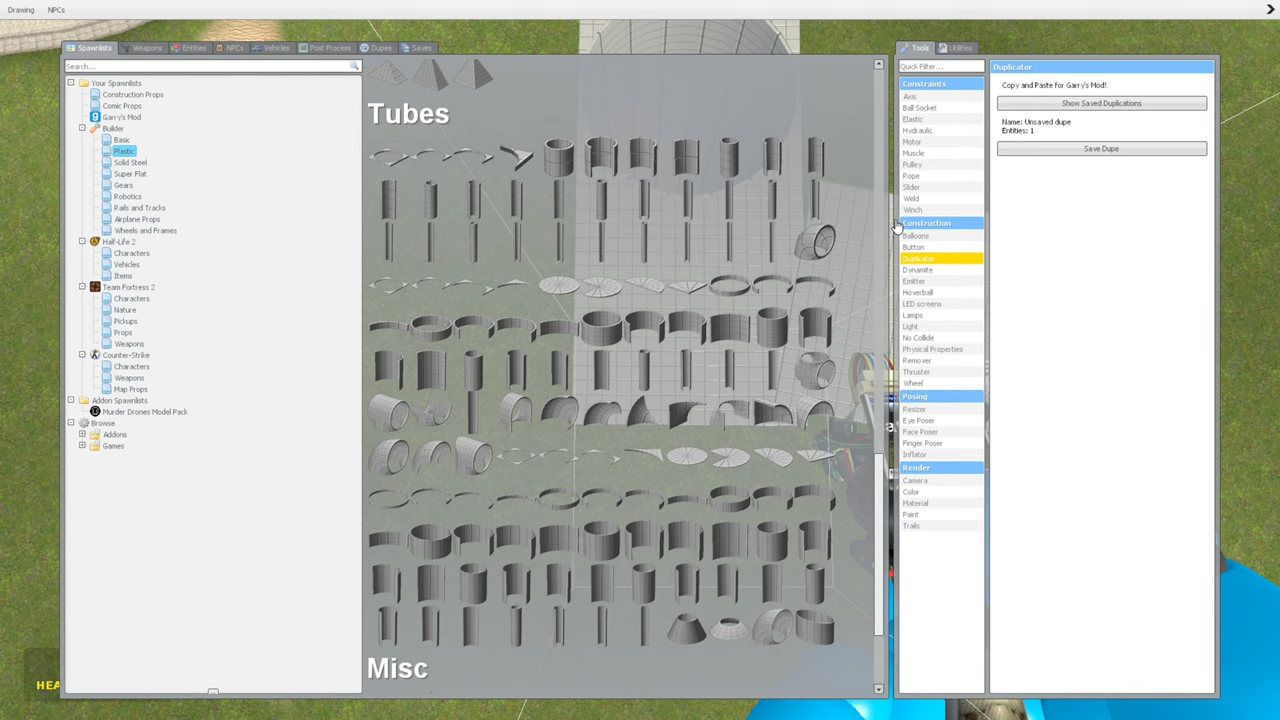 Drawing NPCs
Spawnlists Weapons Entities NPCs Vehicles Post Process Dupes Saves
Search...
Your Spawnlists
Construction Props
Comic Props
Garry's Mod
Builder
Basic
Plastic
Solid Steel
Super Flat
Gears
Robotics
Rails and Tracks
Airplane Props
Wheels and Frames
Half-Life 2
Characters
Vehicles
Items
Team Fortress 2
Characters
Nature
Pickups
Props
Weapons
Counter-Strike
Characters
Weapons
Map Props
Addon Spawnlists
Murder Drones Model Pack
Browse
Addons
Games
Tubes
Misc
Tools Utilities
Quick Filter...
Constraints
Axis
Ball Socket
Elastic
Hydraulic
Motor
Muscle
Pulley
Rope
Slider
Weld
Winch
Construction
Balloons
Button
Duplicator
Dynamite
Emitter
Hoverball
LED screens
Lamps
Light
No Collide
Physical Properties
Remover
Thruster
Wheel
Posing
Resizer
Eye Poser
Face Poser
Finger Poser
Inflator
Render
Camera
Color
Material
Paint
Trails
Duplicator
Copy and Paste for Garry's Mod!
Show Saved Duplications
Name: Unsaved dupe
Entities: 1
Save Dupe
HEA